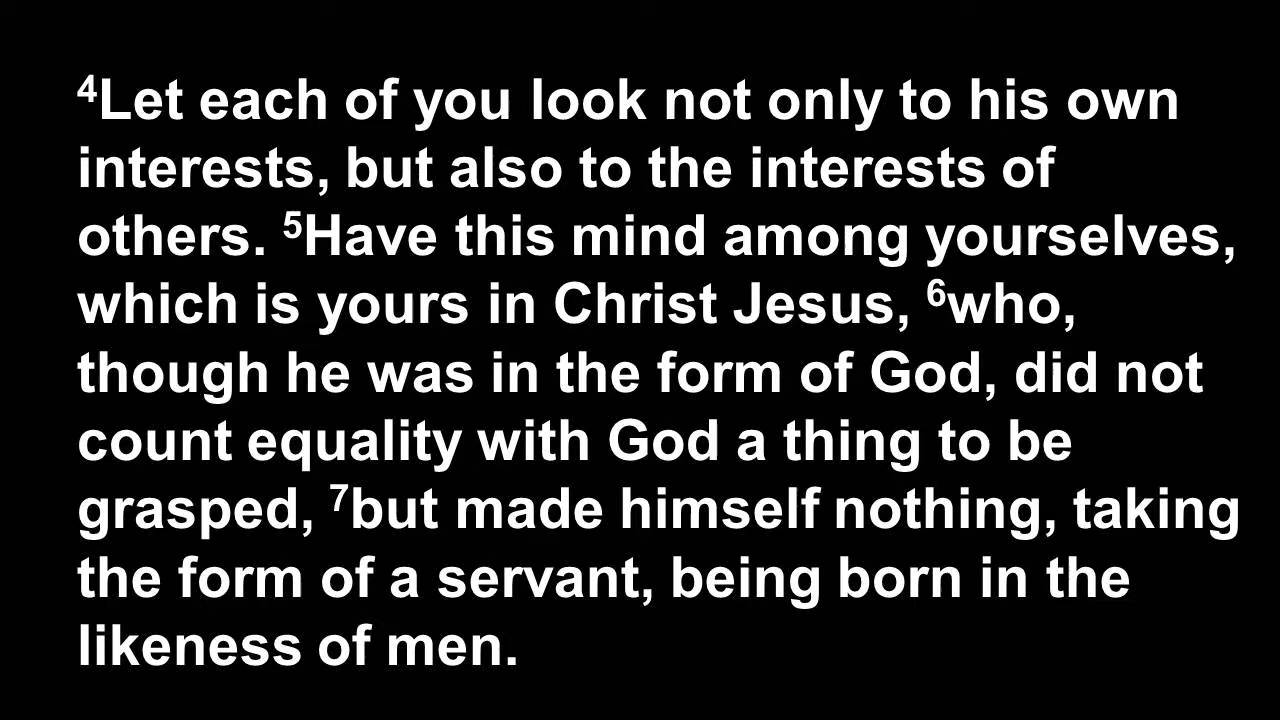 ⁴Let each of you look not only to his own
interests, but also to the interests of
others. ⁵Have this mind among yourselves,
which is yours in Christ Jesus, ⁶who,
though he was in the form of God, did not
count equality with God a thing to be
grasped, ⁷but made himself nothing, taking
the form of a servant, being born in the
likeness of men.